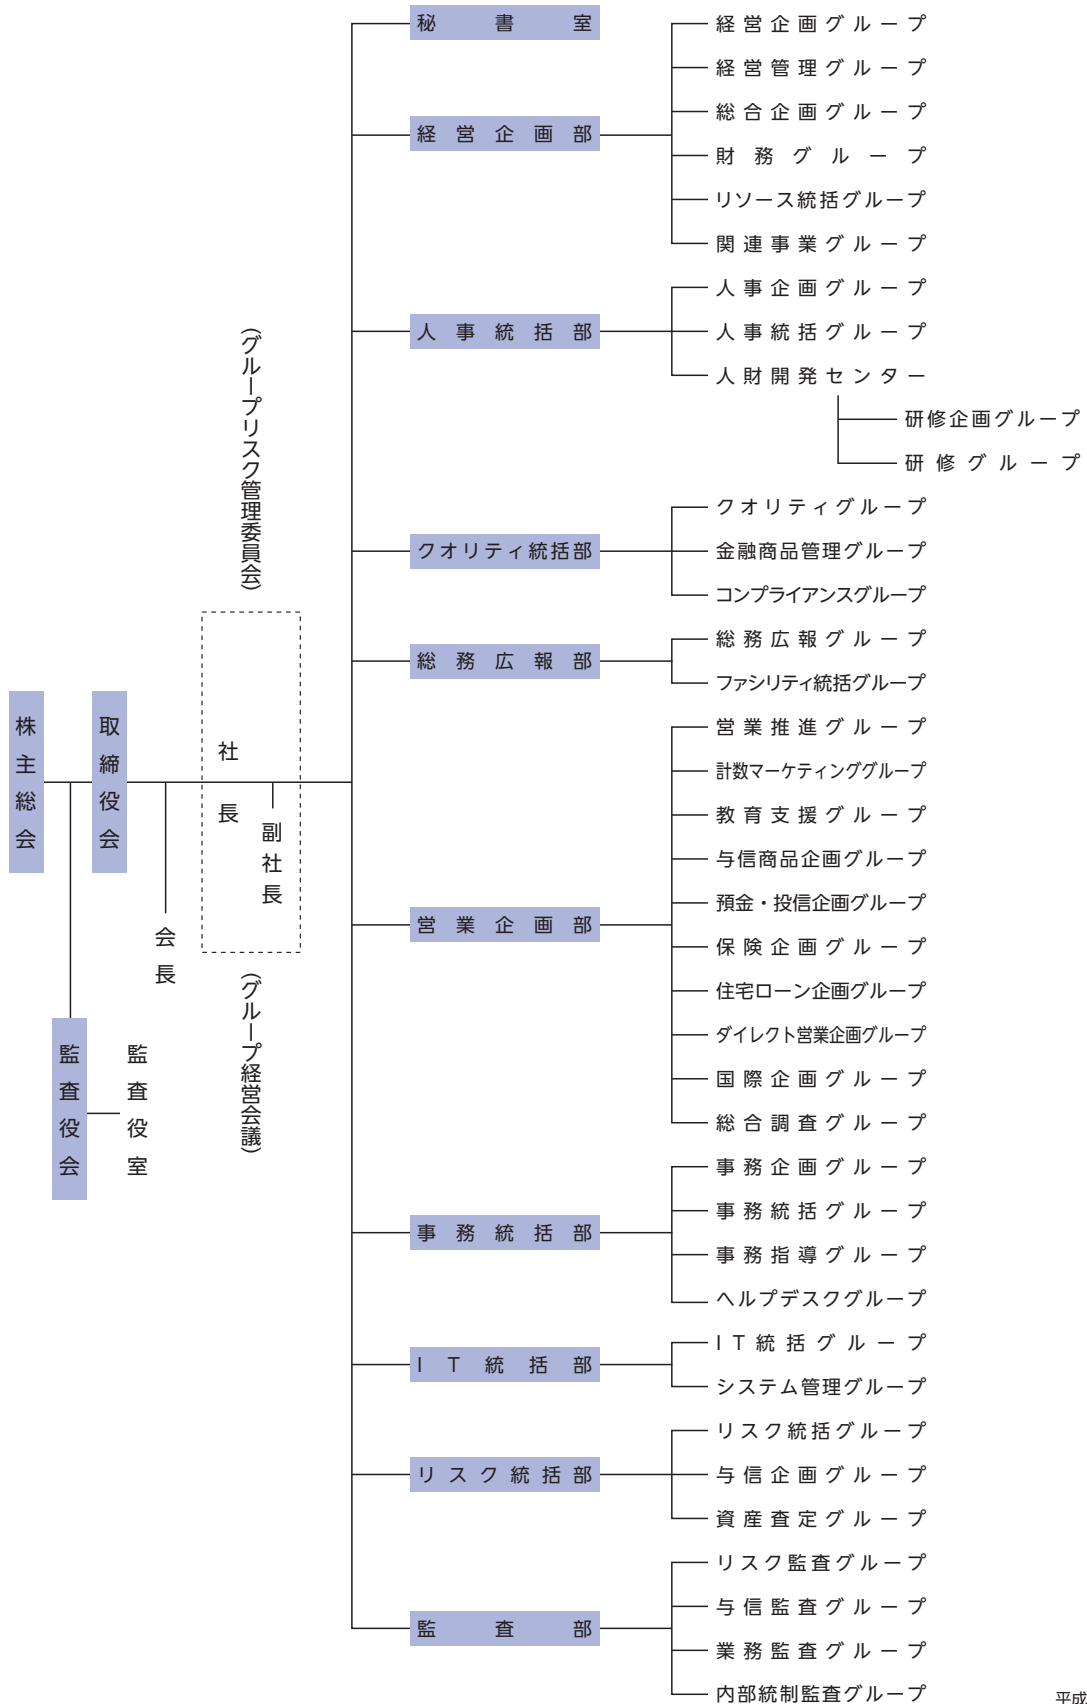 株主総会
取締役会
監査役会
監査役室
会長
社長
副社長
(グループリスク管理委員会)
(グループ経営会議)
秘書室
経営企画部
経営企画グループ
経営管理グループ
総合企画グループ
財務グループ
リソース統括グループ
関連事業グループ
人事統括部
人事企画グループ
人事統括グループ
人財開発センター
研修企画グループ
研修グループ
クオリティ統括部
クオリティグループ
金融商品管理グループ
コンプライアンスグループ
総務広報部
総務広報グループ
ファシリティ統括グループ
営業企画部
営業推進グループ
計数マーケティンググループ
教育支援グループ
与信商品企画グループ
預金・投信企画グループ
保険企画グループ
住宅ローン企画グループ
ダイレクト営業企画グループ
国際企画グループ
総合調査グループ
事務統括部
事務企画グループ
事務統括グループ
事務指導グループ
ヘルプデスクグループ
IT統括部
IT統括グループ
システム管理グループ
リスク統括部
リスク統括グループ
与信企画グループ
資産査定グループ
監査部
リスク監査グループ
与信監査グループ
業務監査グループ
内部統制監査グループ
平成